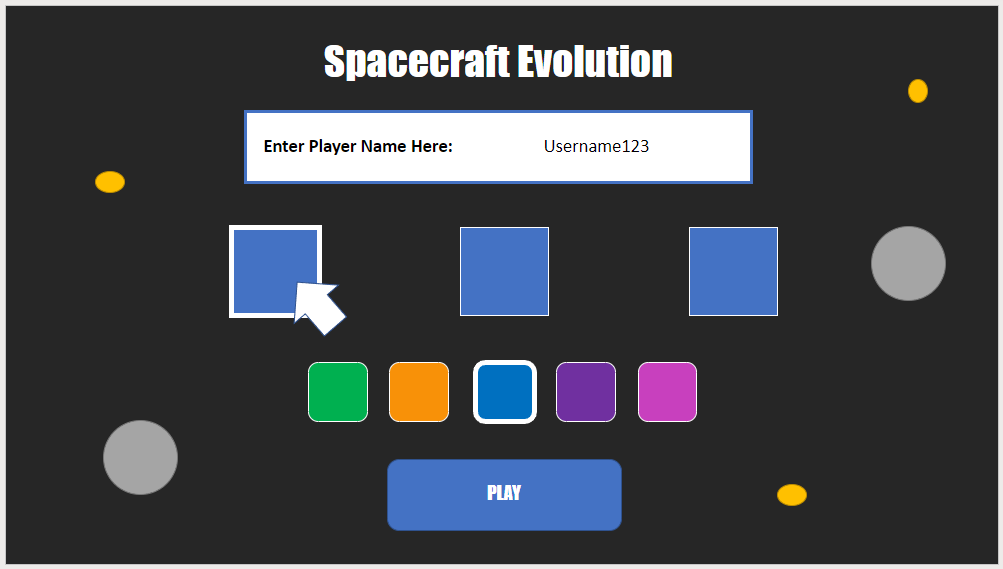 Spacecraft Evolution
Enter Player Name Here: Username123
PLAY